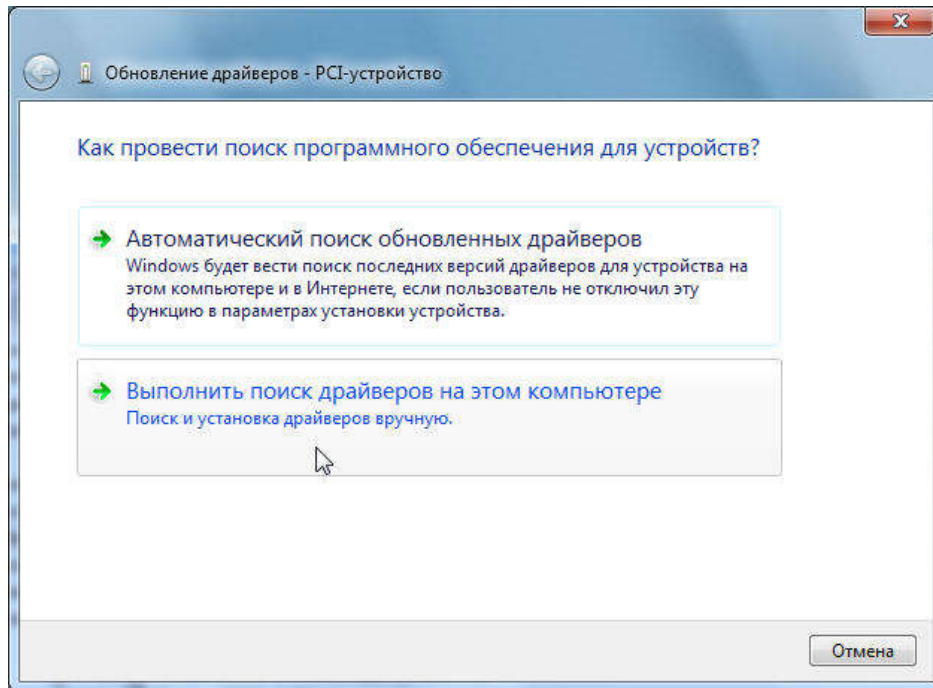 Обновление драйверов - PCI-устройство
Как провести поиск программного обеспечения для устройств?
Автоматический поиск обновленных драйверов
Windows будет вести поиск последних версий драйверов для устройства на
этом компьютере и в Интернете, если пользователь не отключил эту
функцию в параметрах установки устройства.
Выполнить поиск драйверов на этом компьютере
Поиск и установка драйверов вручную.
Отмена